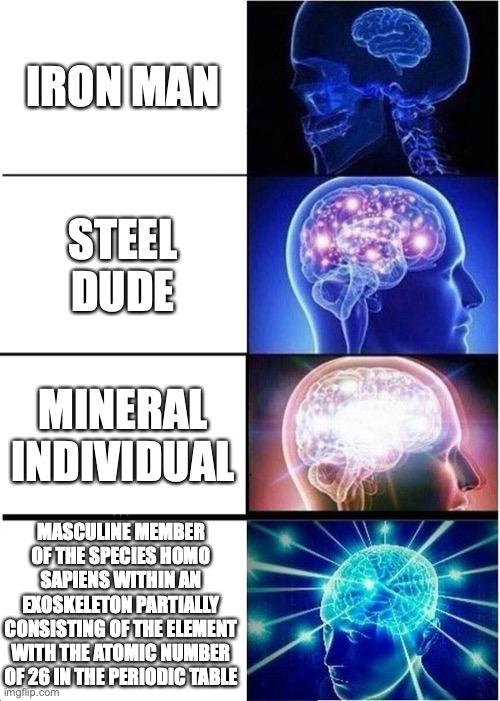 IRON MAN
STEEL
DUDE
MINERAL
INDIVIDUAL
MASCULINE MEMBER
OF THE SPECIES HOMO
SAPIENS WITHIN AN
EXOSKELETON PARTIALLY
CONSISTING OF THE ELEMENT
WITH THE ATOMIC NUMBER
OF 26 IN THE PERIODIC TABLE
imgflip.com